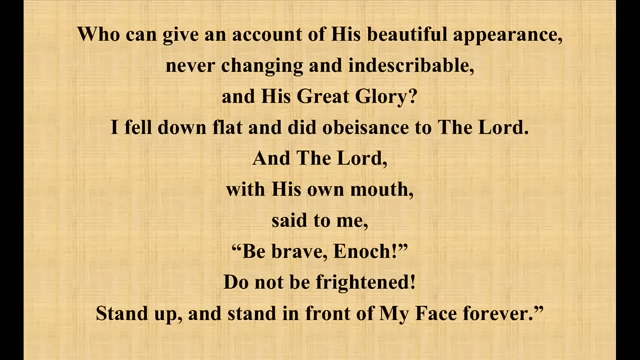 Who can give an account of His beautiful appearance,
never changing and indescribable,
and His Great Glory?
I fell down flat and did obeisance to The Lord.
And The Lord,
with His own mouth,
said to me,
“Be brave, Enoch!”
Do not be frightened!
Stand up, and stand in front of My Face forever.”